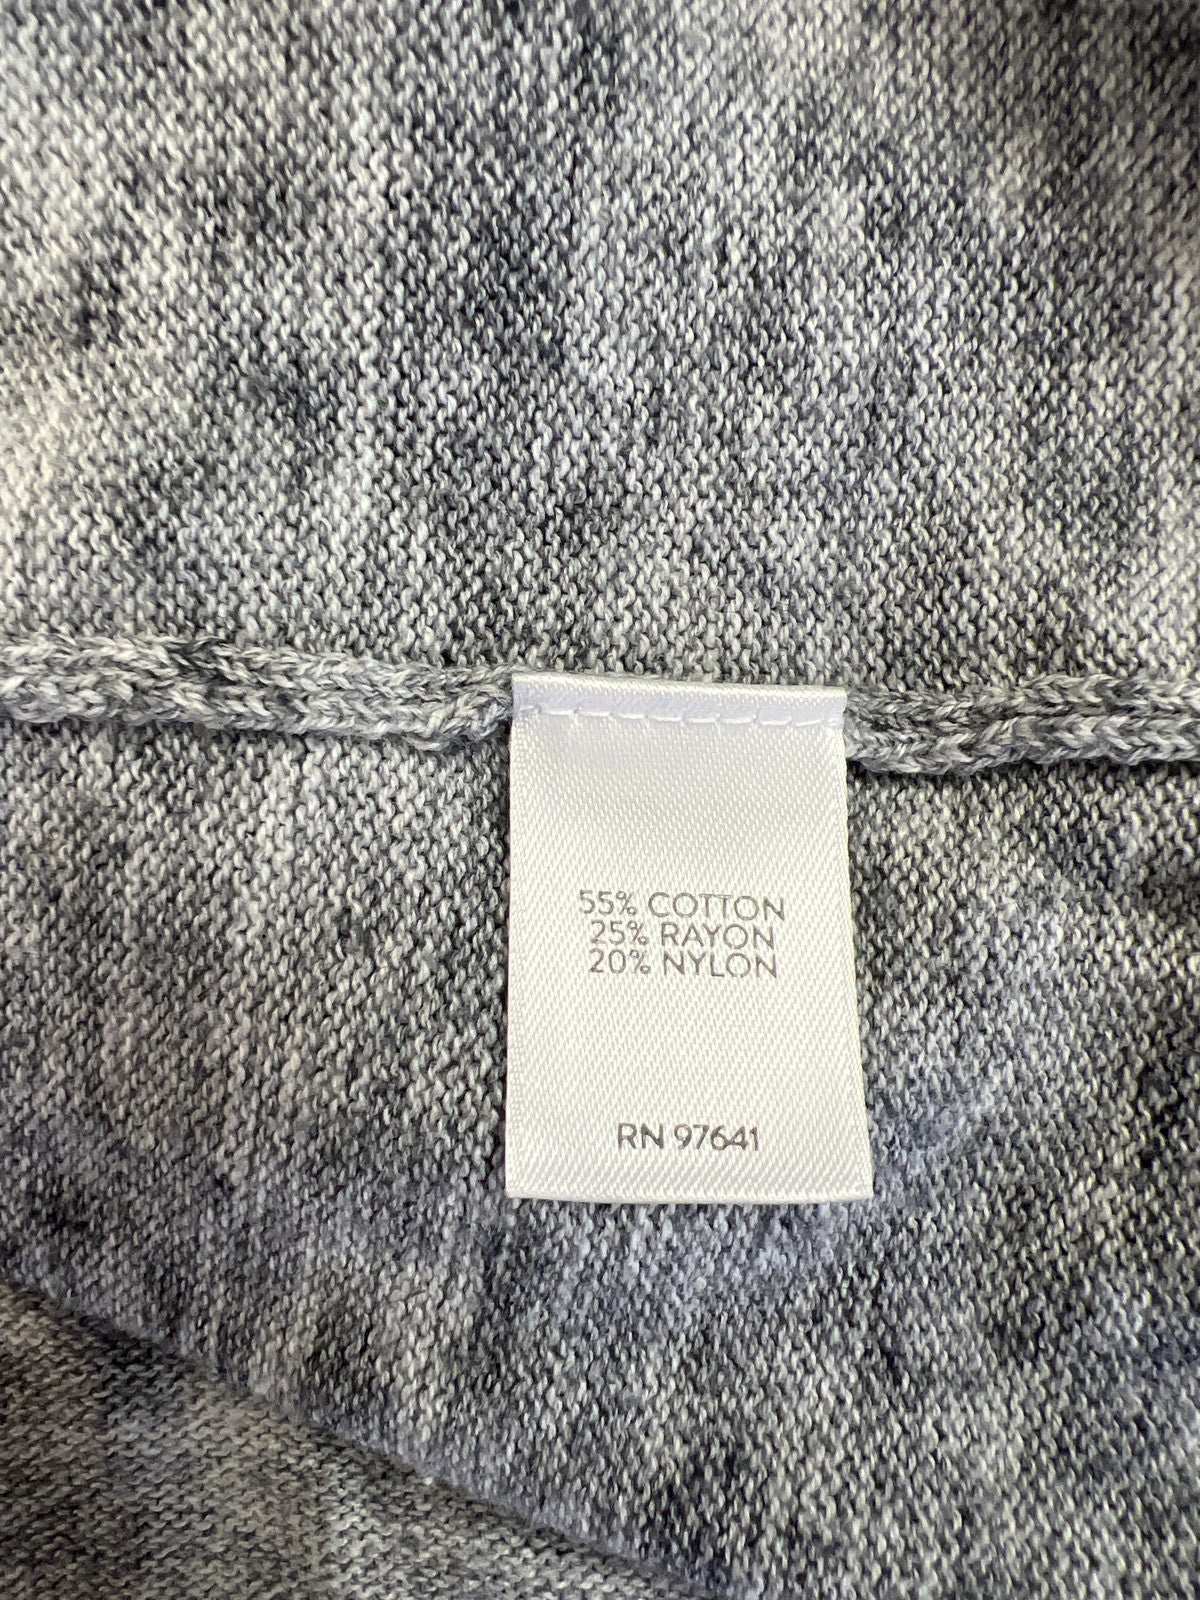 55% COTTON
25% RAYON
20% NYLON
RN 97641